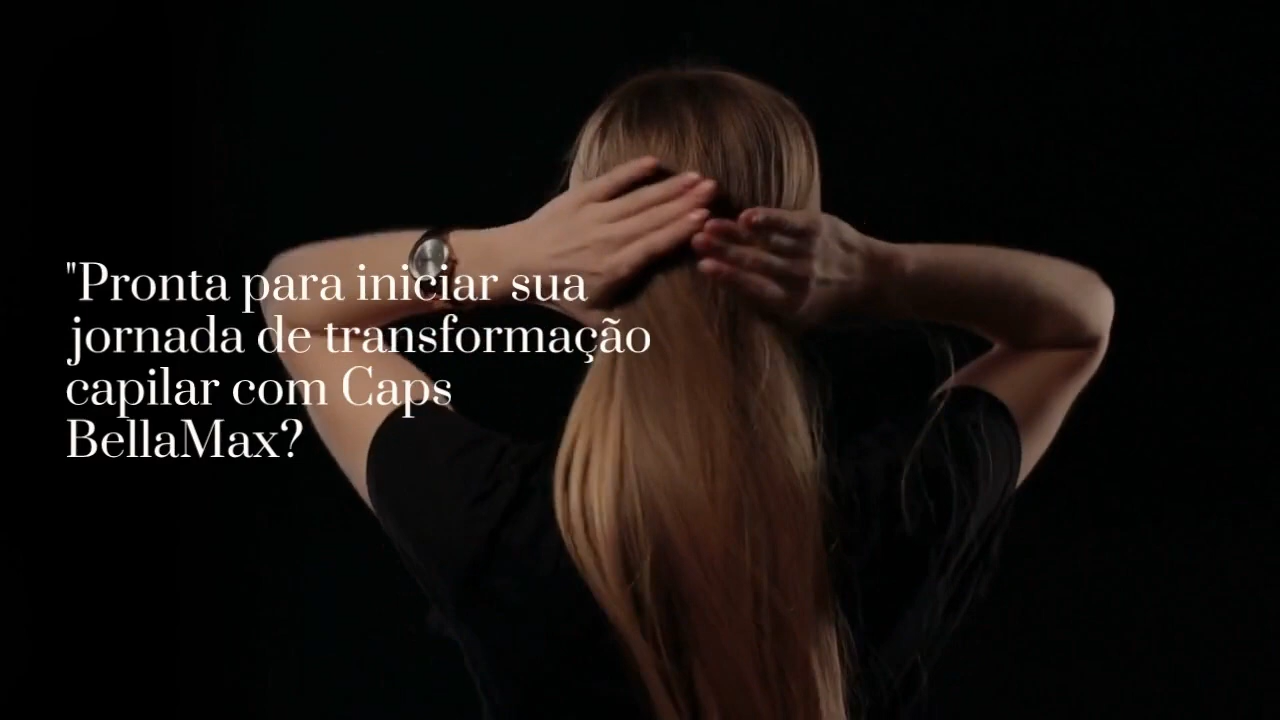 "Pronta para iniciar sua
jornada de transformação
capilar com Caps
BellaMax?